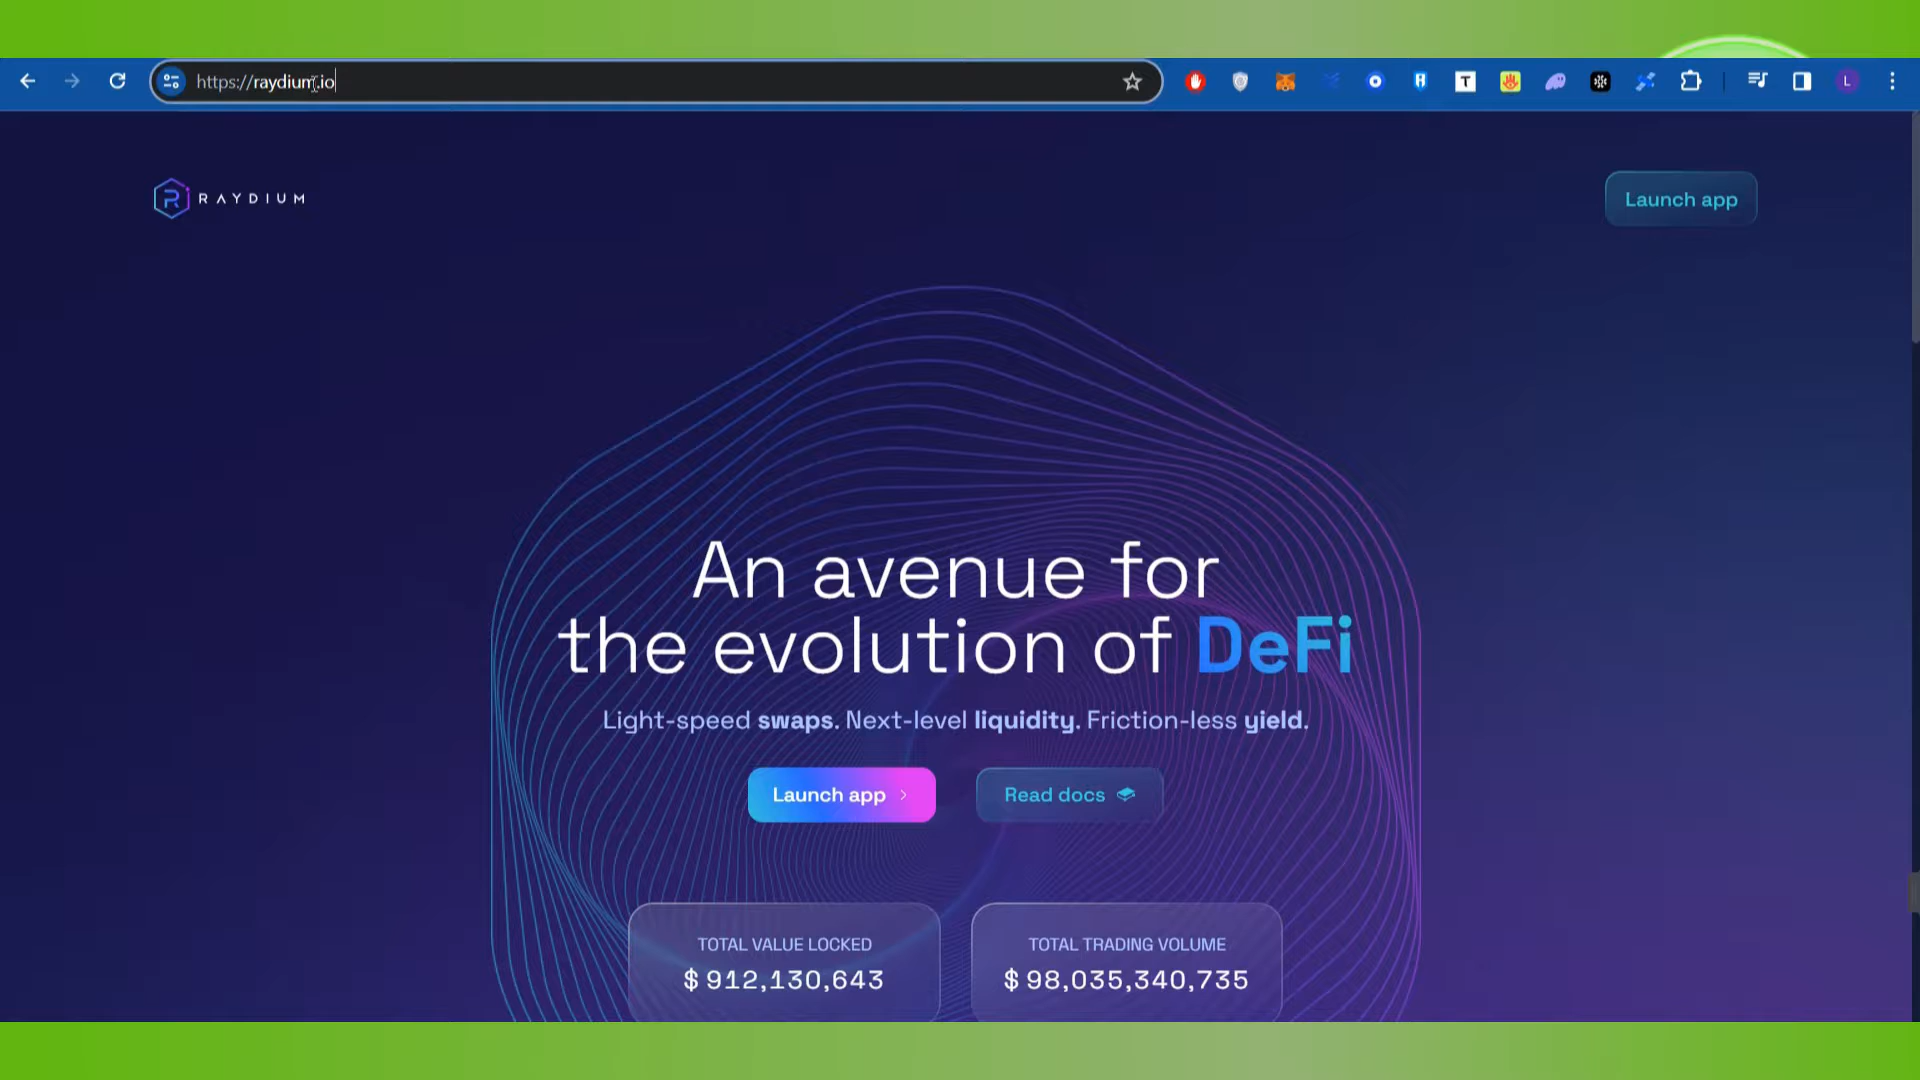 https://raydium.io
T
L
RAYDIUM
Launch app
An avenue for
the evolution of DeFi
Light-speed swaps. Next-level liquidity. Friction-less yield.
Launch app
Read docs
TOTAL VALUE LOCKED
$ 912,130,643
TOTAL TRADING VOLUME
$ 98,035,340,735